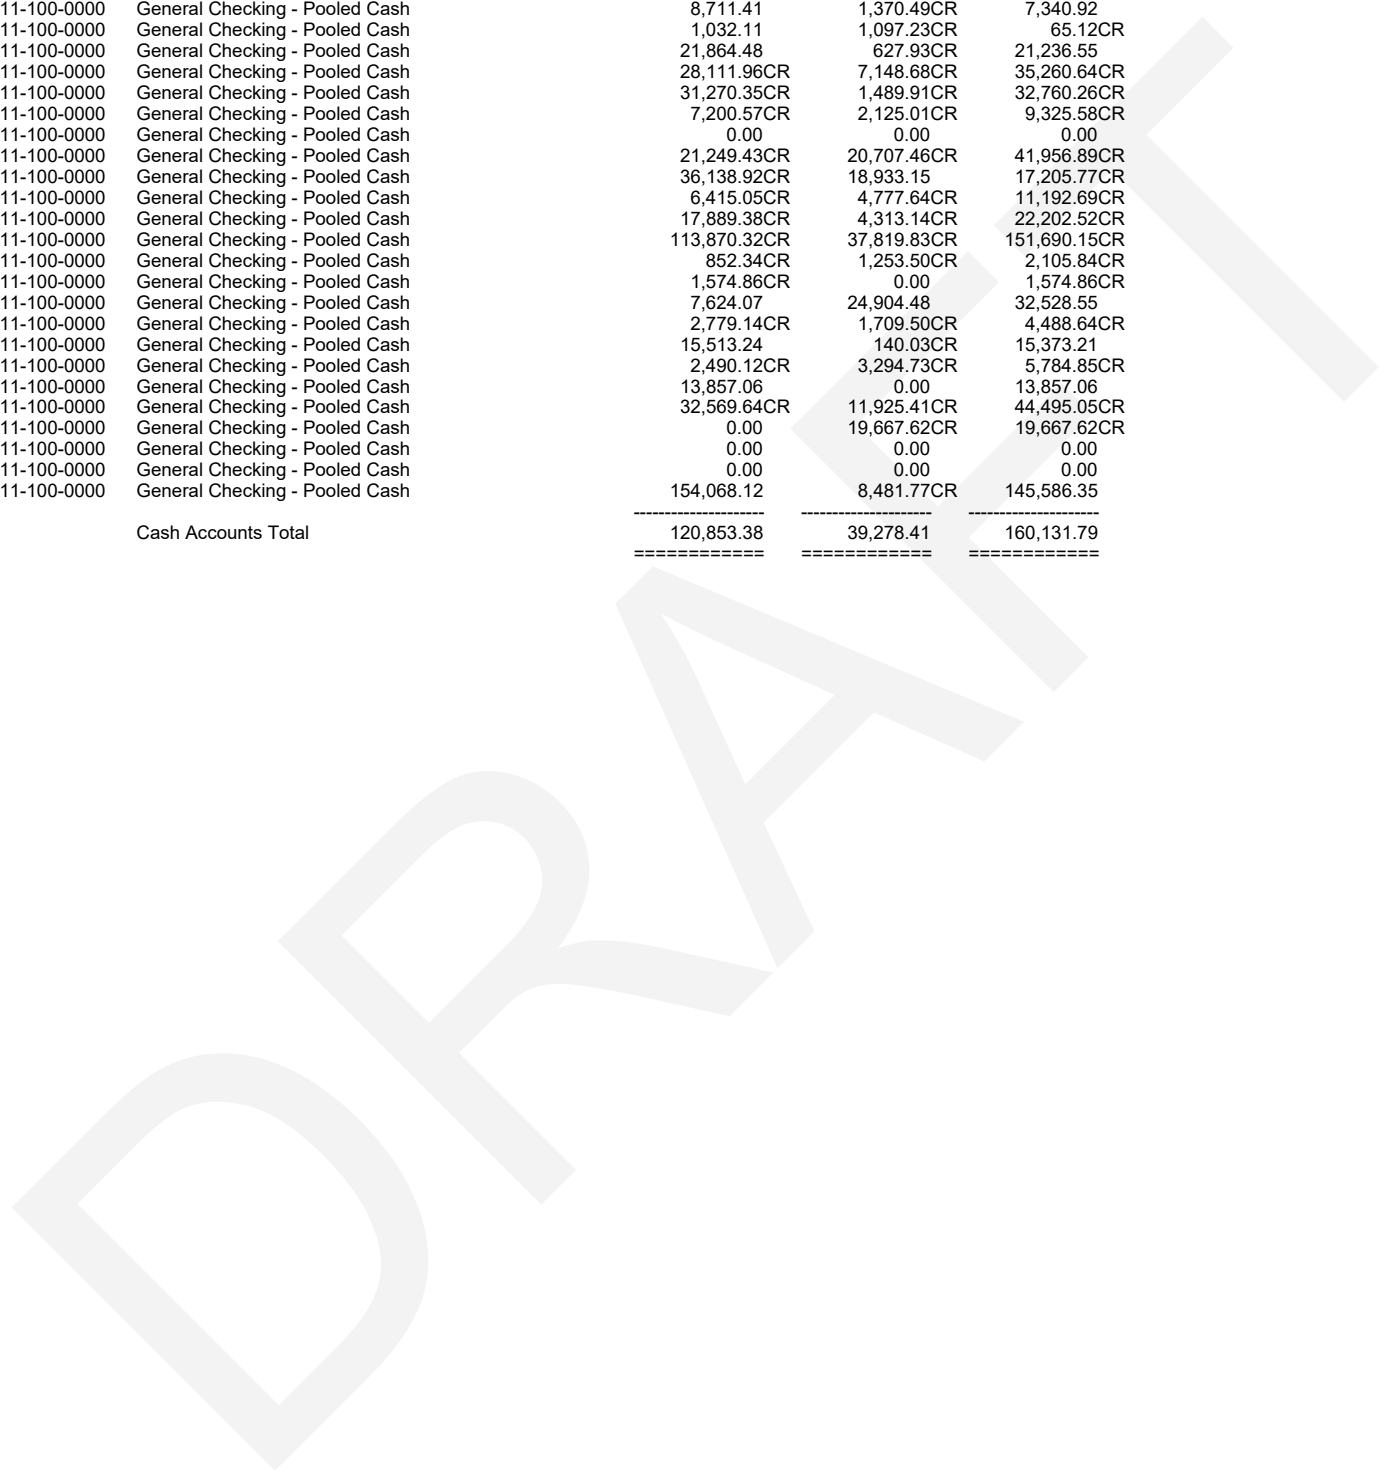 11-100-0000 General Checking - Pooled Cash 8,711.41 1,370.49CR 7,340.92
11-100-0000 General Checking - Pooled Cash 1,032.11 1,097.23CR 65.12CR
11-100-0000 General Checking - Pooled Cash 21,864.48 627.93CR 21,236.55
11-100-0000 General Checking - Pooled Cash 28,111.96CR 7,148.68CR 35,260.64CR
11-100-0000 General Checking - Pooled Cash 31,270.35CR 1,489.91CR 32,760.26CR
11-100-0000 General Checking - Pooled Cash 7,200.57CR 2,125.01CR 9,325.58CR
11-100-0000 General Checking - Pooled Cash 0.00 0.00 0.00
11-100-0000 General Checking - Pooled Cash 21,249.43CR 20,707.46CR 41,956.89CR
11-100-0000 General Checking - Pooled Cash 36,138.92CR 18,933.15 17,205.77CR
11-100-0000 General Checking - Pooled Cash 6,415.05CR 4,777.64CR 11,192.69CR
11-100-0000 General Checking - Pooled Cash 17,889.38CR 4,313.14CR 22,202.52CR
11-100-0000 General Checking - Pooled Cash 113,870.32CR 37,819.83CR 151,690.15CR
11-100-0000 General Checking - Pooled Cash 852.34CR 1,253.50CR 2,105.84CR
11-100-0000 General Checking - Pooled Cash 1,574.86CR 0.00 1,574.86CR
11-100-0000 General Checking - Pooled Cash 7,624.07 24,904.48 32,528.55
11-100-0000 General Checking - Pooled Cash 2,779.14CR 1,709.50CR 4,488.64CR
11-100-0000 General Checking - Pooled Cash 15,513.24 140.03CR 15,373.21
11-100-0000 General Checking - Pooled Cash 2,490.12CR 3,294.73CR 5,784.85CR
11-100-0000 General Checking - Pooled Cash 13,857.06 0.00 13,857.06
11-100-0000 General Checking - Pooled Cash 32,569.64CR 11,925.41CR 44,495.05CR
11-100-0000 General Checking - Pooled Cash 0.00 19,667.62CR 19,667.62CR
11-100-0000 General Checking - Pooled Cash 0.00 0.00 0.00
11-100-0000 General Checking - Pooled Cash 0.00 0.00 0.00
11-100-0000 General Checking - Pooled Cash 154,068.12 8,481.77CR 145,586.35
--------------------- --------------------- ---------------------
Cash Accounts Total 120,853.38 39,278.41 160,131.79
============ ============ ============
DRAFT